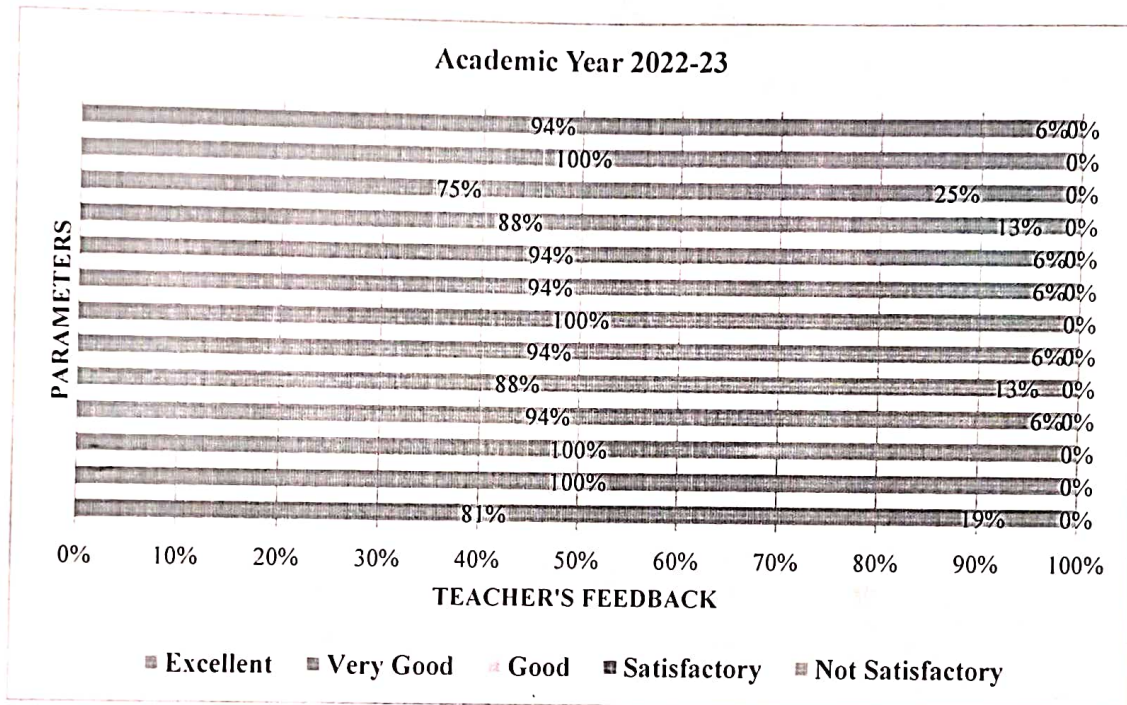 Academic Year 2022-23
94% 6% 0%
100% 0%
75% 25% 0%
88% 13% 0%
94% 6% 0%
94% 6% 0%
100% 0%
94% 6% 0%
88% 13% 0%
94% 6% 0%
100% 0%
100% 0%
81% 19% 0%
PARAMETERS
0% 10% 20% 30% 40% 50% 60% 70% 80% 90% 100%
TEACHER'S FEEDBACK
Excellent Very Good Good Satisfactory Not Satisfactory